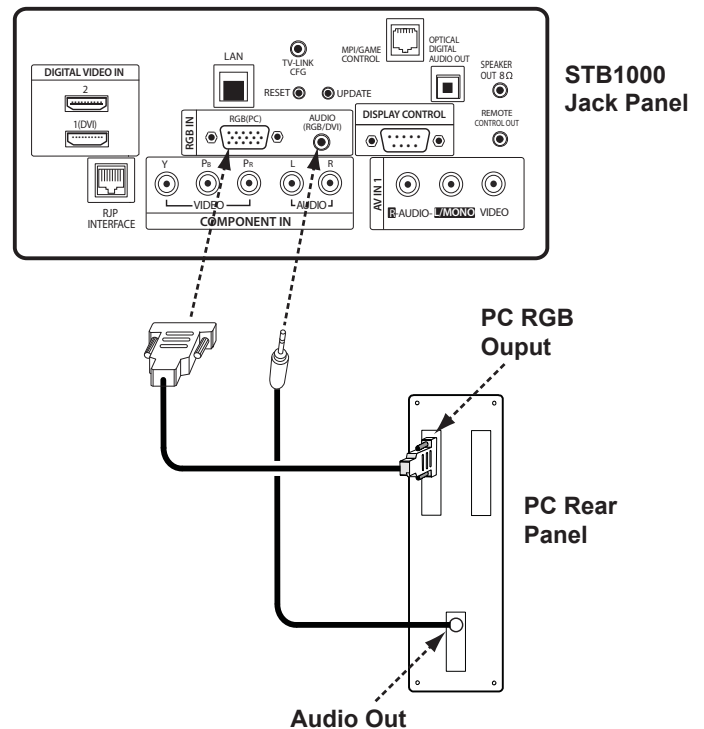 STB1000
Jack Panel
DIGITAL VIDEO IN
2
1(DVI)
RJP
INTERFACE
LAN
TV-LINK
CFG
RESET
UPDATE
MPI/GAME
CONTROL
OPTICAL
DIGITAL
AUDIO OUT
SPEAKER
OUT 8Ω
REMOTE
CONTROL OUT
RGB IN
RGB(PC)
AUDIO
(RGB/DVI)
DISPLAY CONTROL
Y PB PR L R
VIDEO AUDIO
COMPONENT IN
AV IN 1
R-AUDIO-L/MONO VIDEO
PC RGB
Ouput
PC Rear
Panel
Audio Out